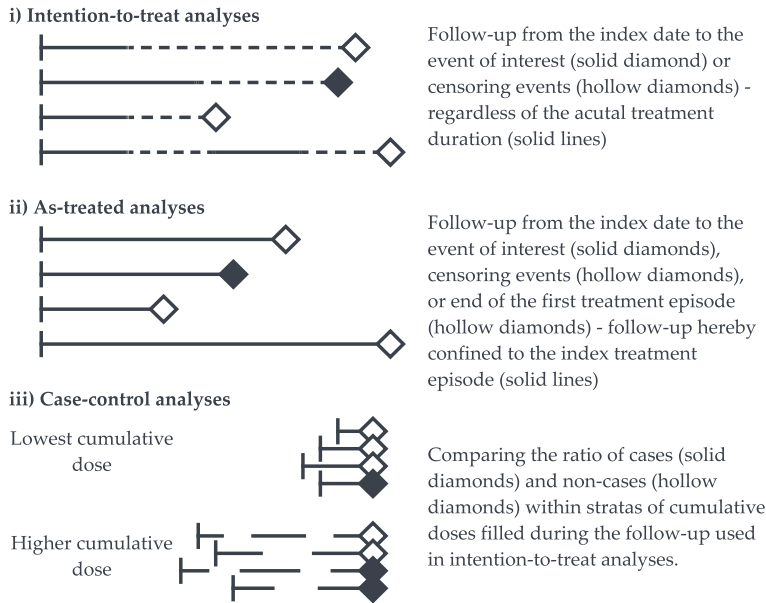 i) Intention-to-treat analyses
Follow-up from the index date to the
event of interest (solid diamond) or
censoring events (hollow diamonds) -
regardless of the acutal treatment
duration (solid lines)
ii) As-treated analyses
Follow-up from the index date to the
event of interest (solid diamonds),
censoring events (hollow diamonds),
or end of the first treatment episode
(hollow diamonds) - follow-up hereby
confined to the index treatment
episode (solid lines)
iii) Case-control analyses
Lowest cumulative
dose
Higher cumulative
dose
Comparing the ratio of cases (solid
diamonds) and non-cases (hollow
diamonds) within stratas of cumulative
doses filled during the follow-up used
in intention-to-treat analyses.